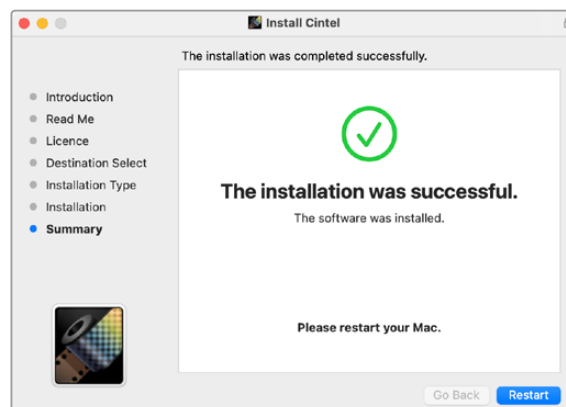 Install Cintel
The installation was completed successfully.
Introduction
Read Me
Licence
Destination Select
Installation Type
Installation
Summary
The installation was successful.
The software was installed.
Please restart your Mac.
Go Back
Restart